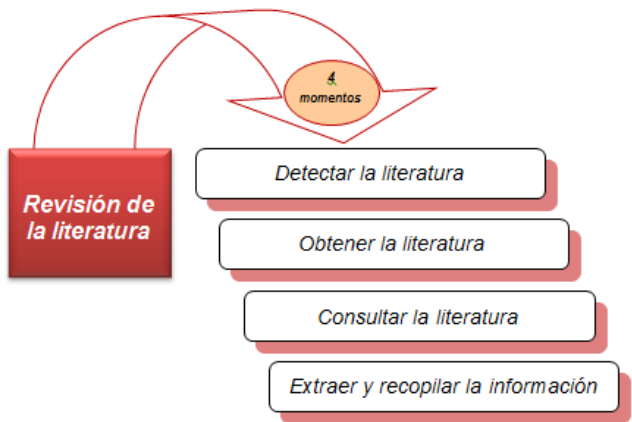 4
momentos
Revisión de
la literatura
Detectar la literatura
Obtener la literatura
Consultar la literatura
Extraer y recopilar la información